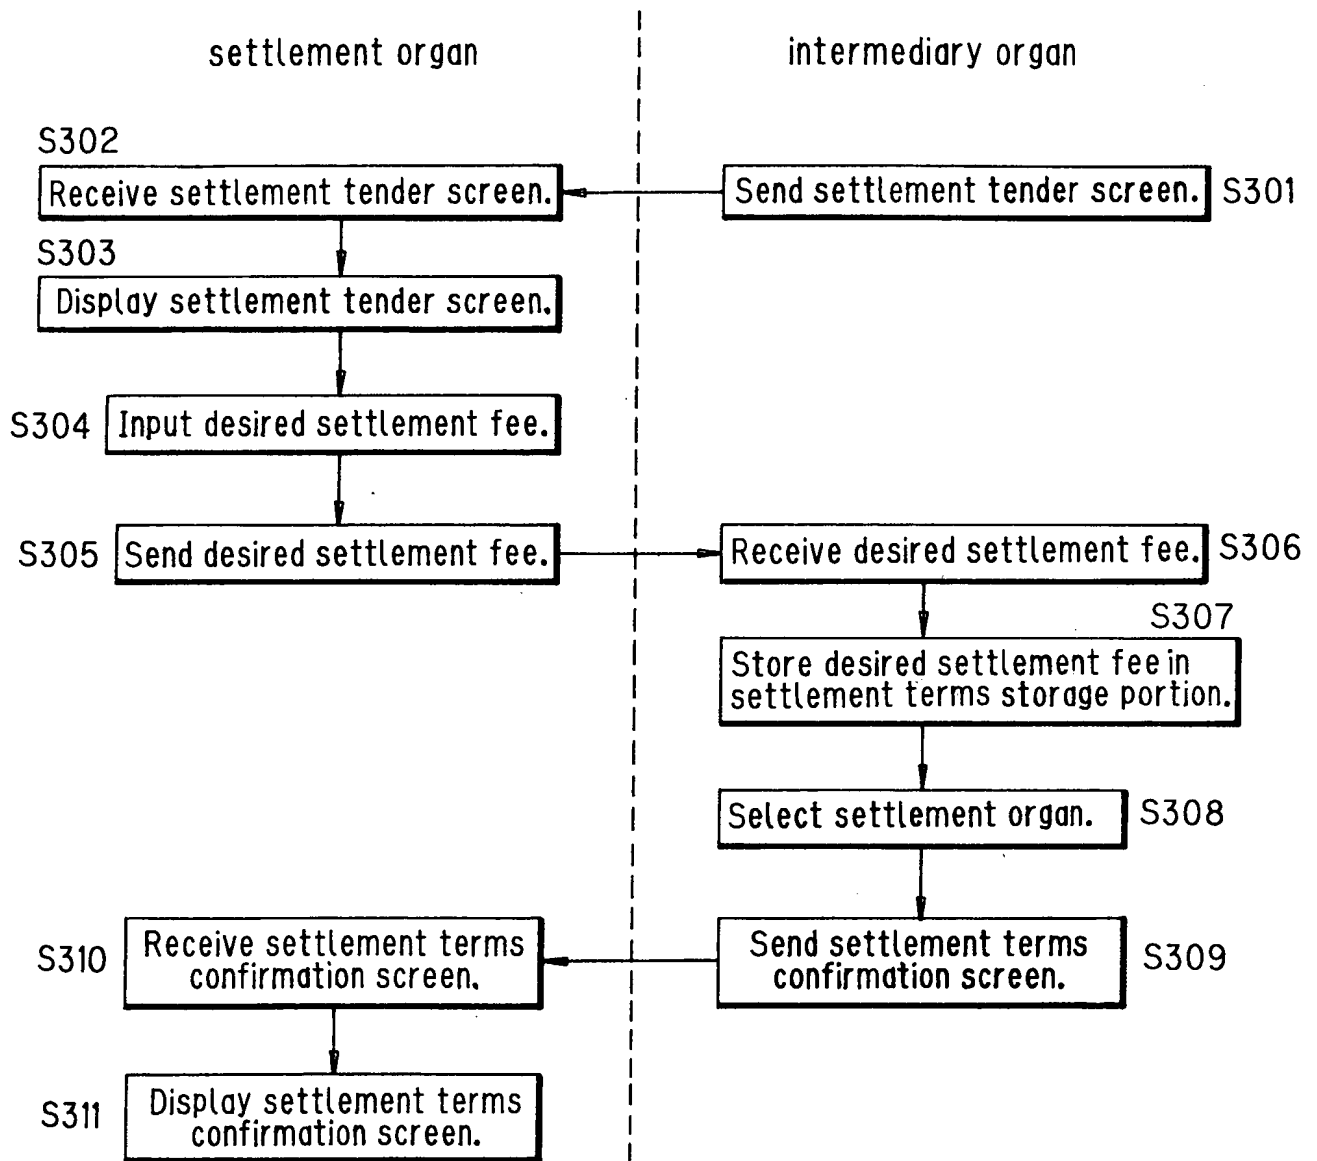 settlement organ
intermediary organ
S302
Receive settlement tender screen.
Send settlement tender screen.
S301
S303
Display settlement tender screen.
S304
Input desired settlement fee.
S305
Send desired settlement fee.
Receive desired settlement fee.
S306
S307
Store desired settlement fee in
settlement terms storage portion.
Select settlement organ.
S308
S310
Receive settlement terms
confirmation screen.
Send settlement terms
confirmation screen.
S309
S311
Display settlement terms
confirmation screen.